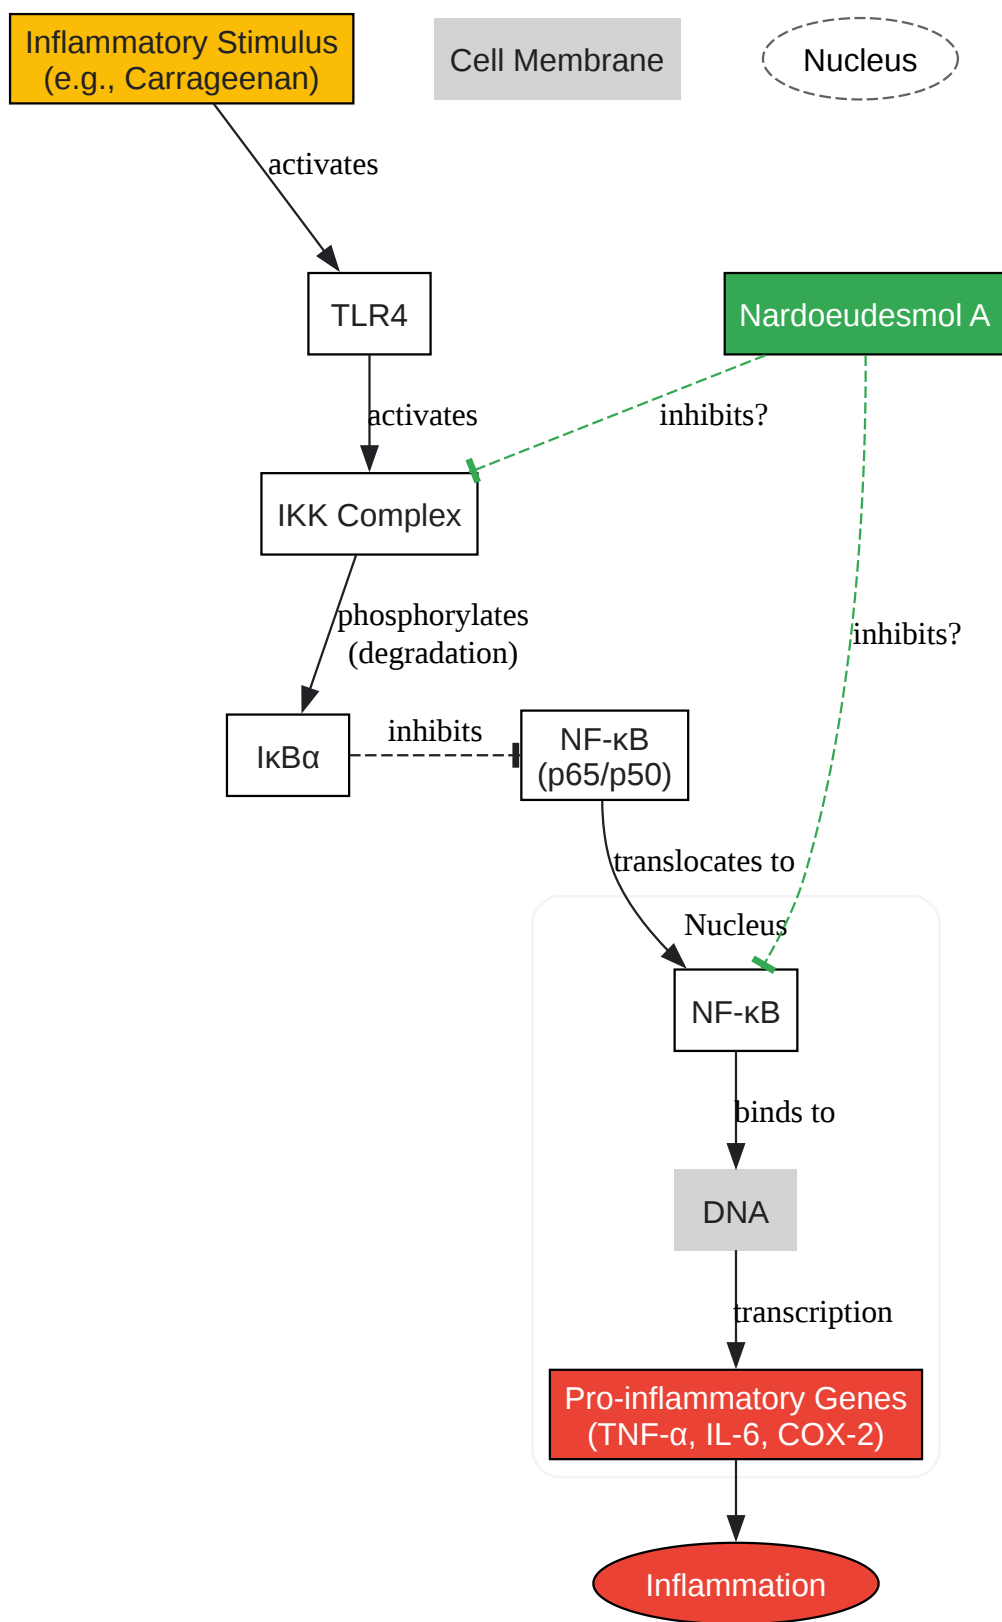 Inflammatory Stimulus
(e.g., Carrageenan)
Cell Membrane
Nucleus
activates
TLR4
Nardoeudesmol A
activates
inhibits?
IKK Complex
phosphorylates
(degradation)
inhibits?
IκBα
inhibits
NF-κB
(p65/p50)
translocates to
Nucleus
NF-κB
binds to
DNA
transcription
Pro-inflammatory Genes
(TNF-α, IL-6, COX-2)
Inflammation